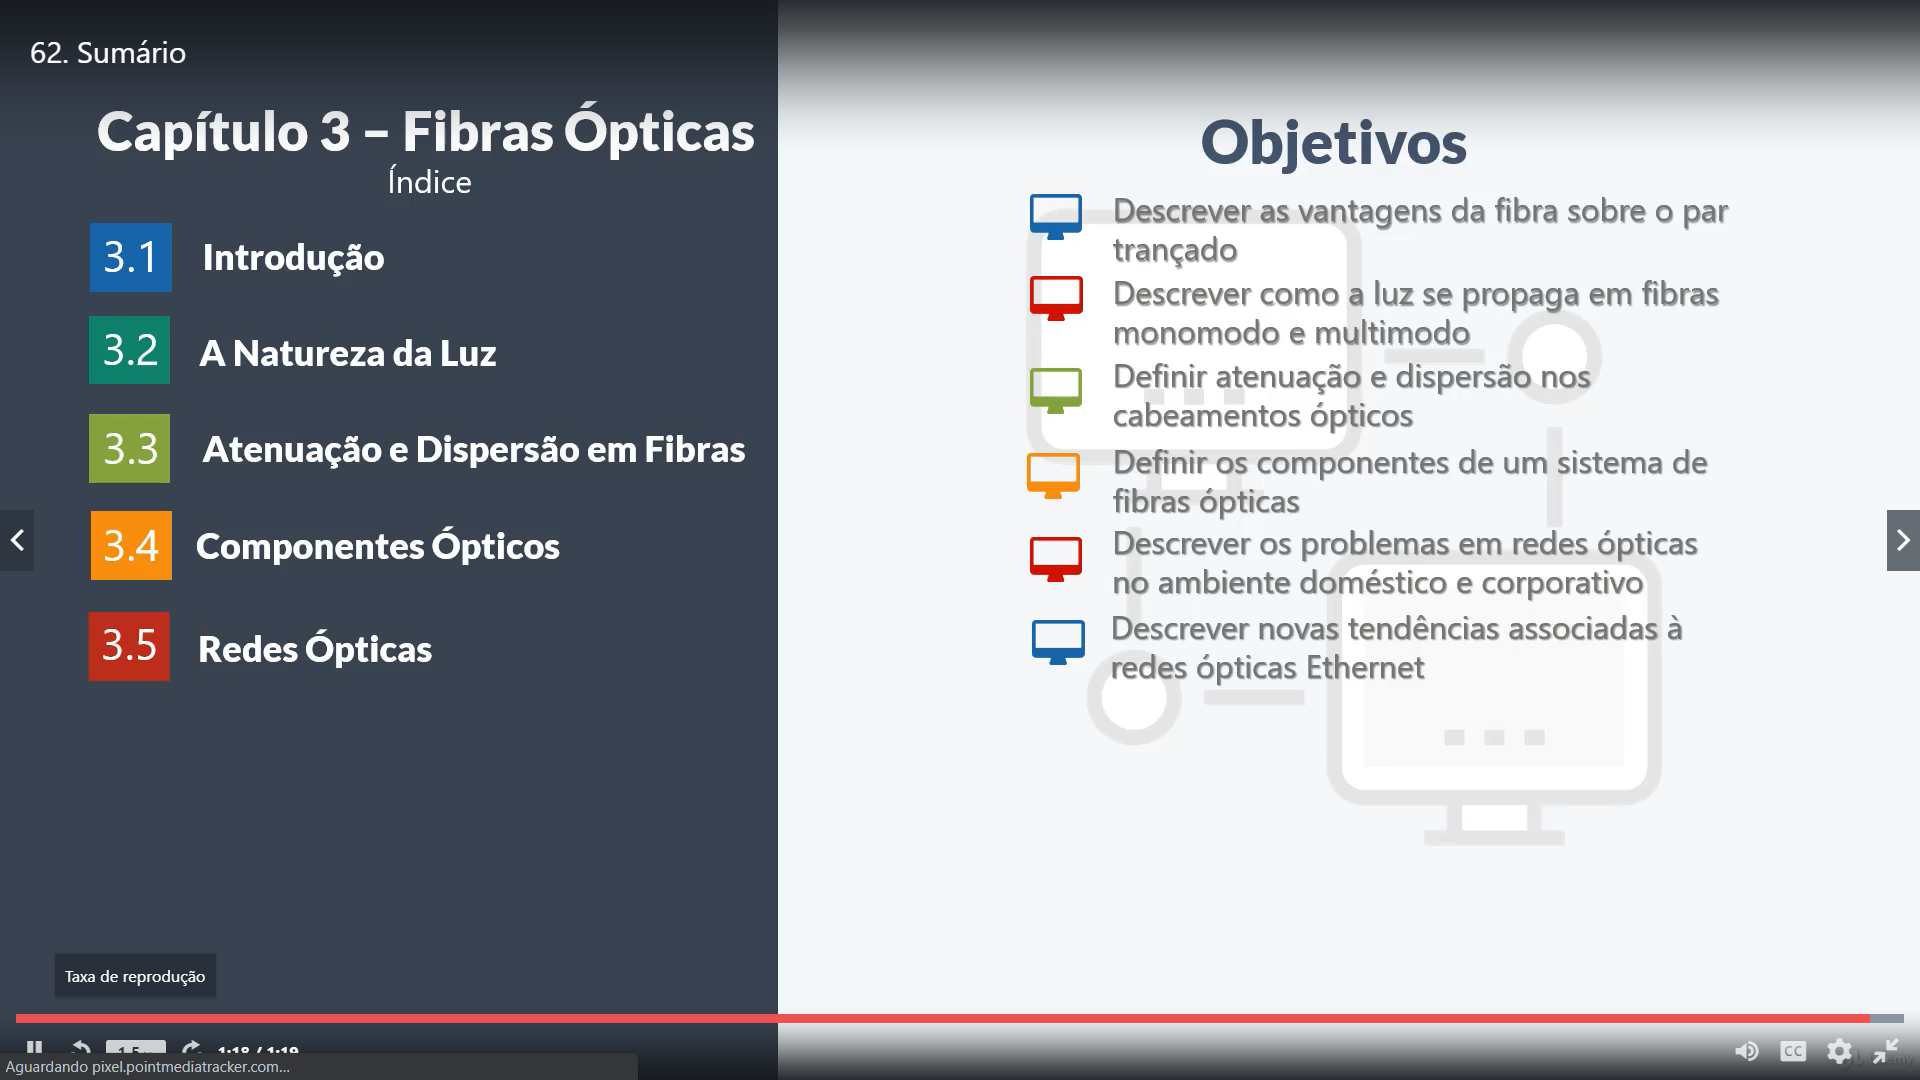 62. Sumário
Capítulo 3 – Fibras Ópticas
Índice
3.1 Introdução
3.2 A Natureza da Luz
3.3 Atenuação e Dispersão em Fibras
3.4 Componentes Ópticos
3.5 Redes Ópticas
Objetivos
Descrever as vantagens da fibra sobre o par
trançado
Descrever como a luz se propaga em fibras
monomodo e multimodo
Definir atenuação e dispersão nos
cabeamentos ópticos
Definir os componentes de um sistema de
fibras ópticas
Descrever os problemas em redes ópticas
no ambiente doméstico e corporativo
Descrever novas tendências associadas à
redes ópticas Ethernet
Taxa de reprodução
1:18 / 1:19
CC
Aguardando pixel.pointmediatracker.com...